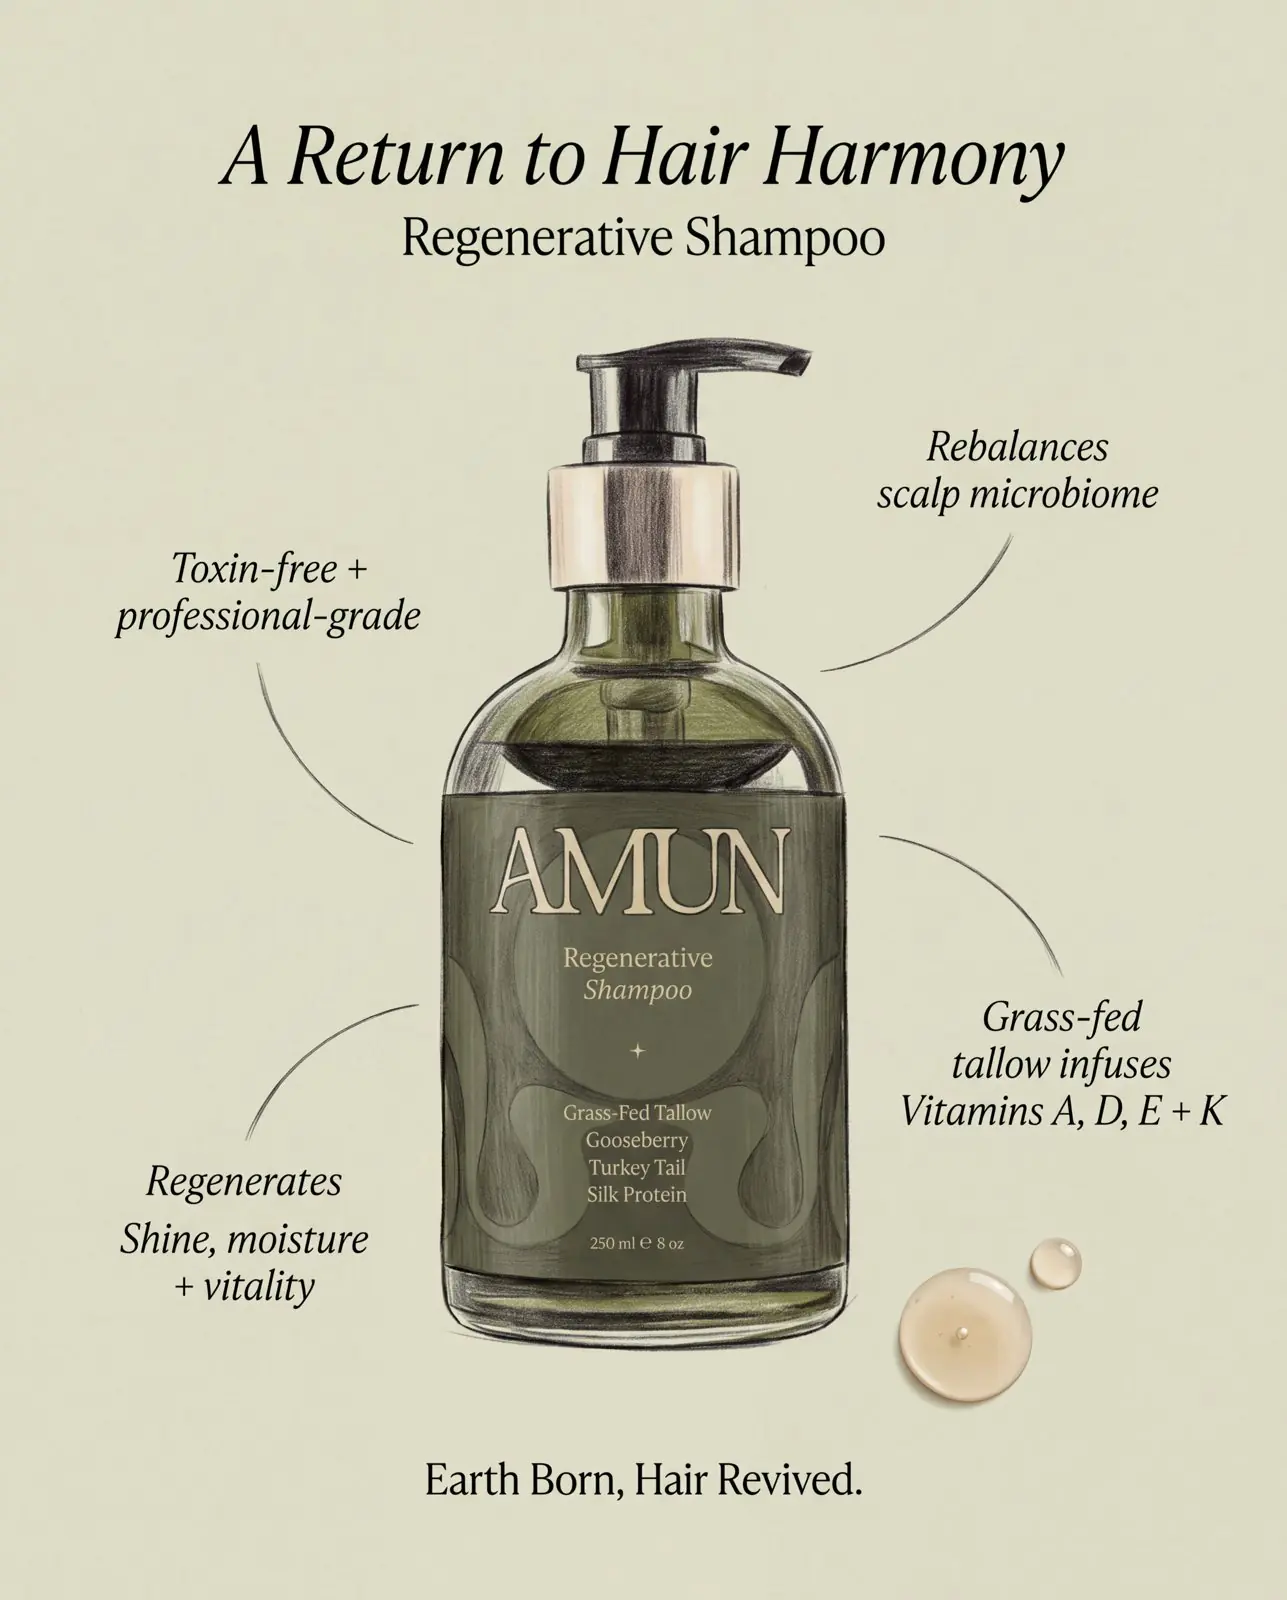 A Return to Hair Harmony
Regenerative Shampoo
Rebalances
scalp microbiome
Toxin-free +
professional-grade
AMUN
Regenerative
Shampoo
Grass-Fed Tallow
Gooseberry
Turkey Tail
Silk Protein
250 ml ℮ 8 oz
Grass-fed
tallow infuses
Vitamins A, D, E + K
Regenerates
Shine, moisture
+ vitality
Earth Born, Hair Revived.